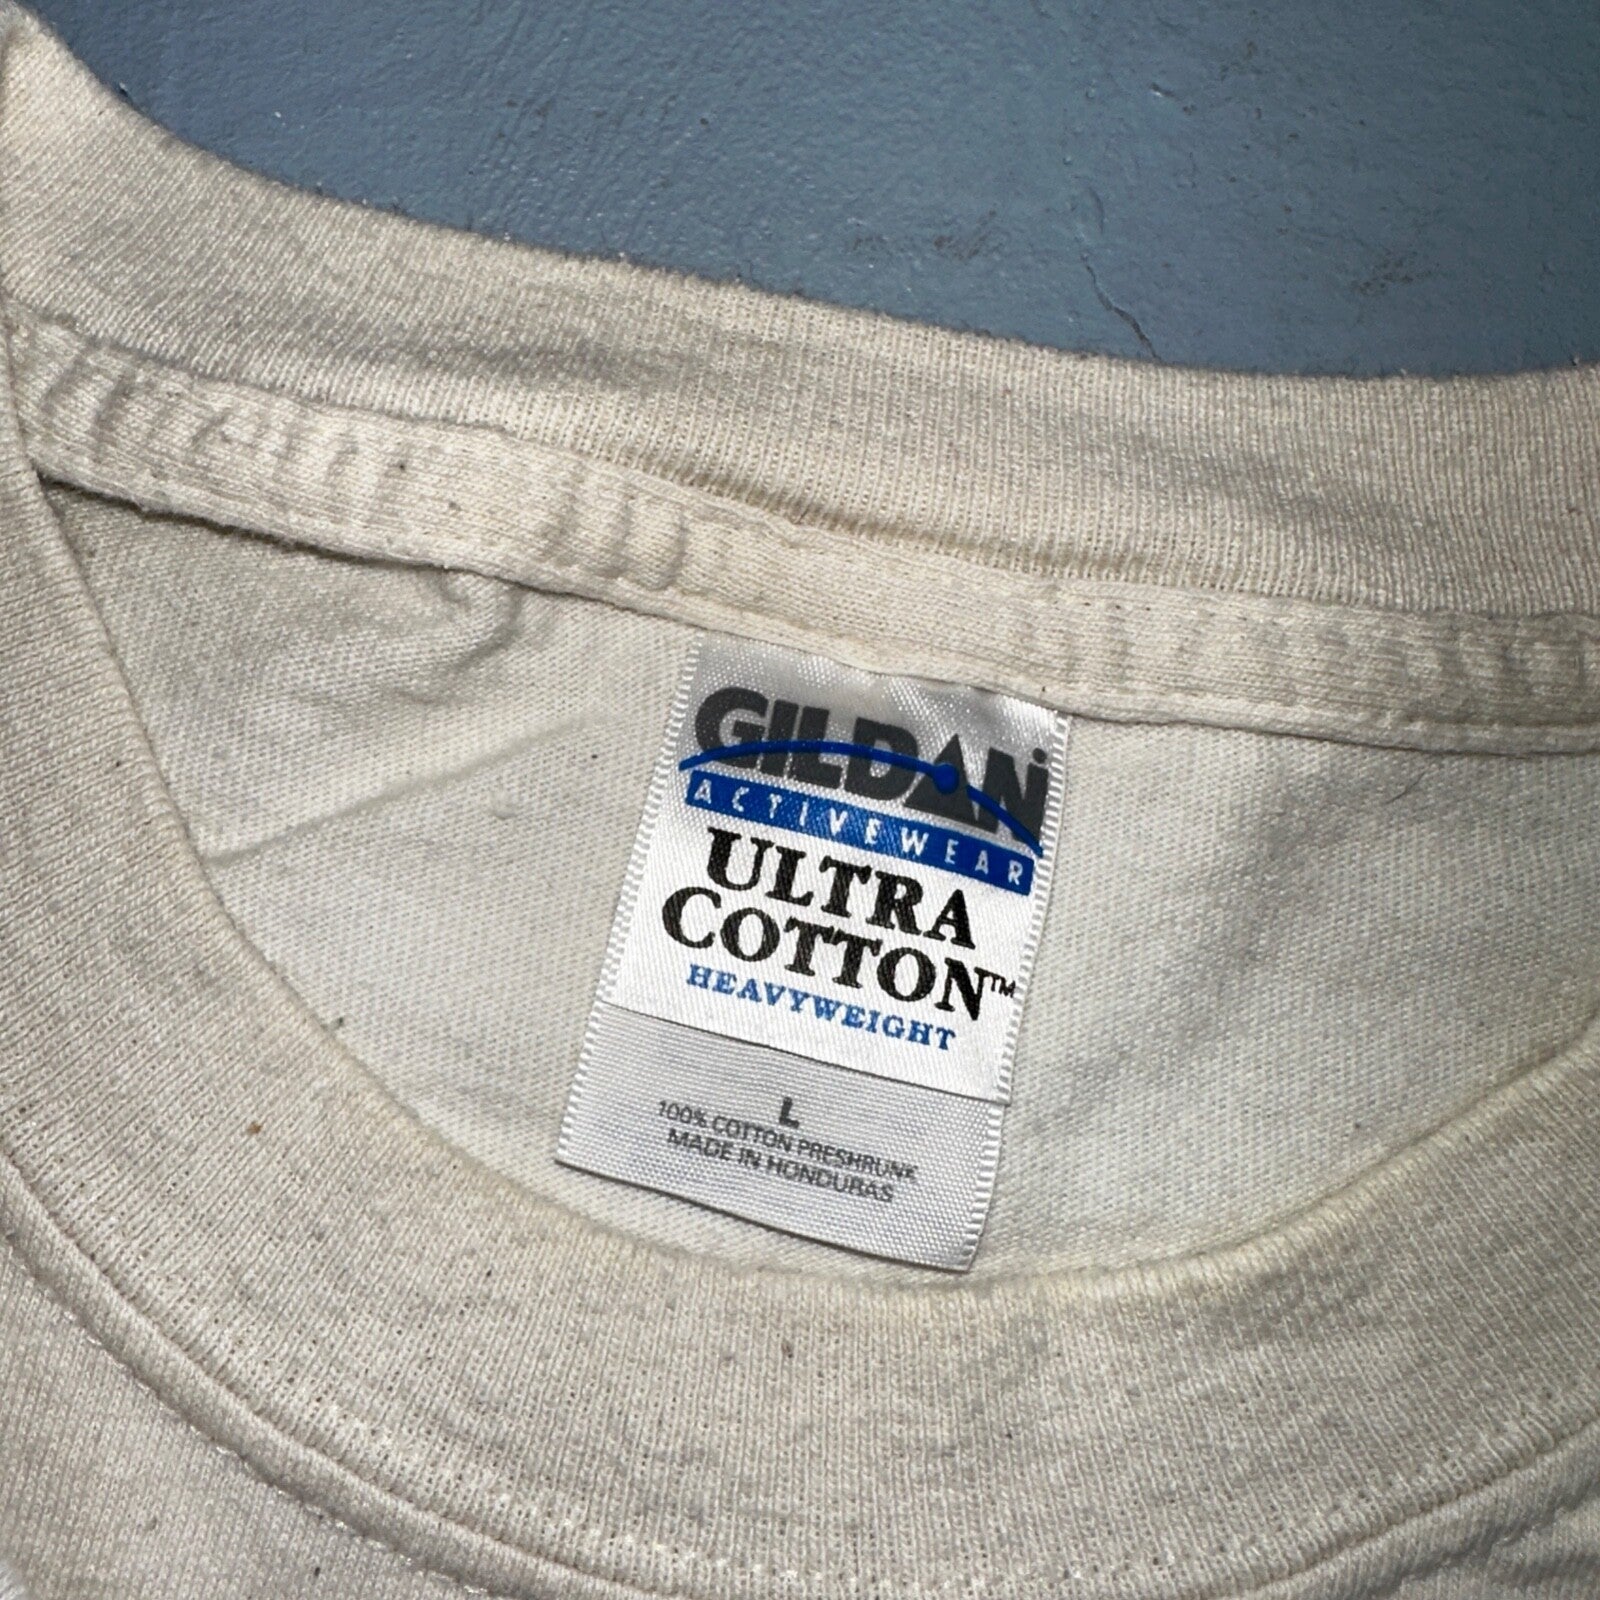 GILDAN
ACTIVEWEAR
ULTRA
COTTON™
HEAVYWEIGHT
L
100% COTTON PRESHRUNK
MADE IN HONDURAS